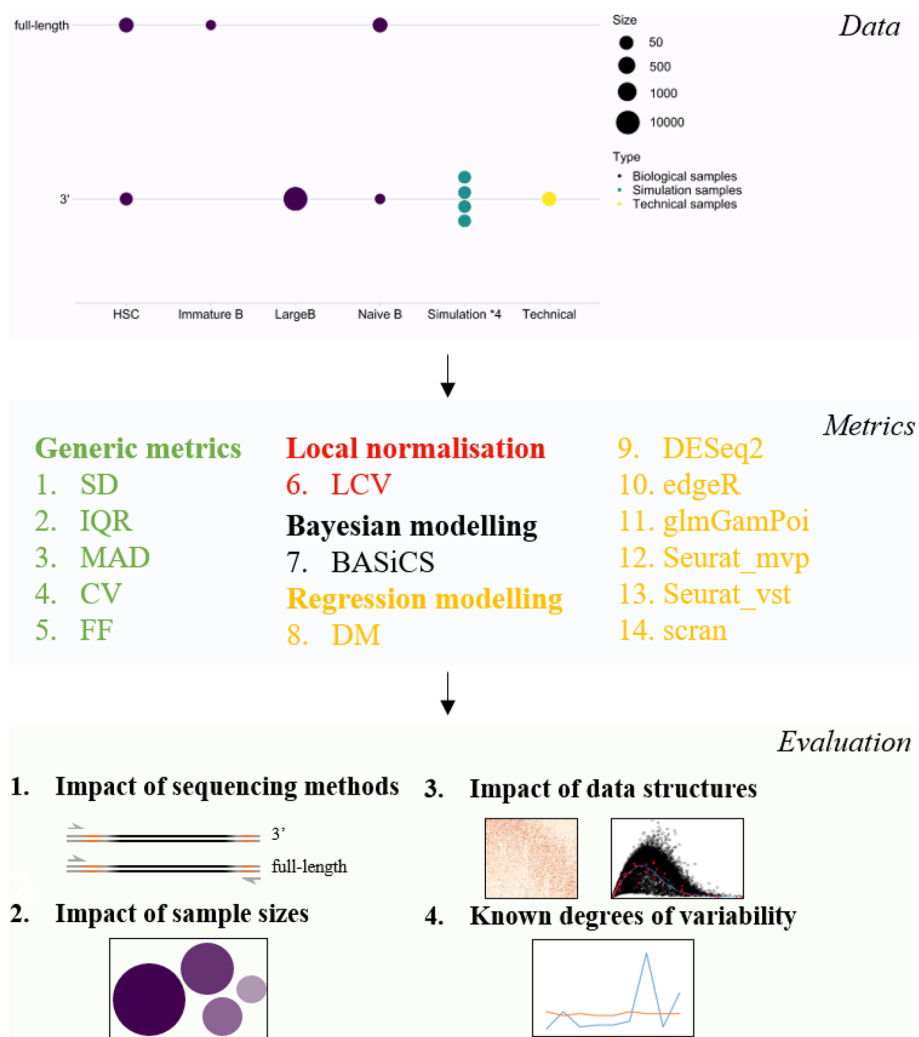 Data
full-length
Size
50
500
1000
10000
Type
Biological samples
Simulation samples
Technical samples
3'
HSC
Immature B
LargeB
Naive B
Simulation *4
Technical
Metrics
Generic metrics
1. SD
2. IQR
3. MAD
4. CV
5. FF
Local normalisation
6. LCV
Bayesian modelling
7. BASiCS
Regression modelling
8. DM
9. DESeq2
10. edgeR
11. glmGamPoi
12. Seurat_mvp
13. Seurat_vst
14. scran
Evaluation
1. Impact of sequencing methods
3’
full-length
2. Impact of sample sizes
3. Impact of data structures
4. Known degrees of variability